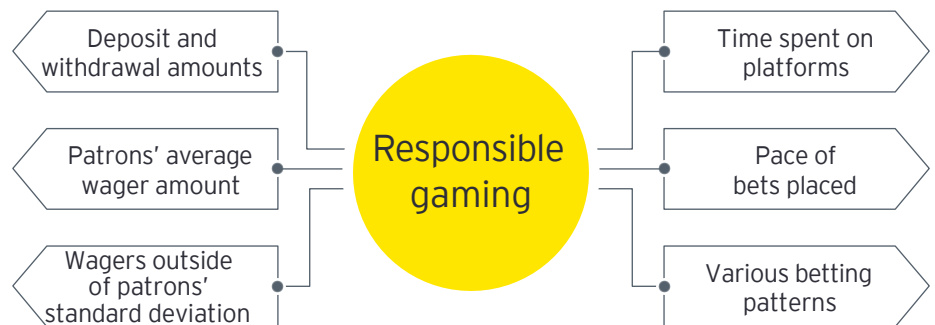 Deposit and
withdrawal amounts
Patrons' average
wager amount
Wagers outside
of patrons'
standard deviation
Responsible
gaming
Time spent on
platforms
Pace of
bets placed
Various betting
patterns